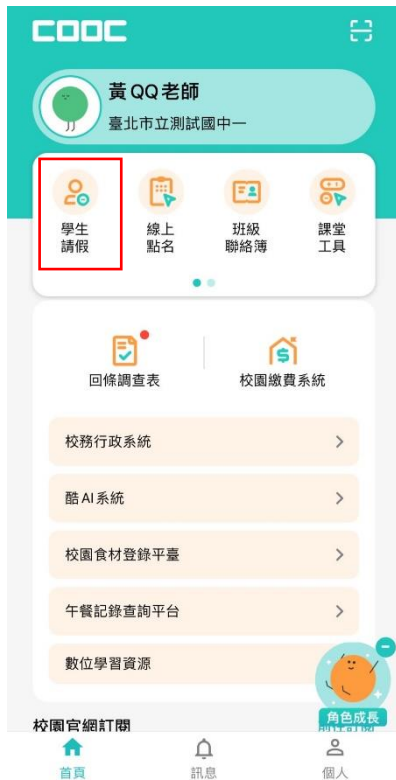 COOC
黃QQ老師
臺北市立測試國中一
學生 線上 班級 課堂
請假 點名 聯絡簿 工具
回條調查表 校園繳費系統
校務行政系統
酷AI系統
校園食材登錄平臺
午餐記錄查詢平台
數位學習資源
角色成長
校園官網訂閱
首頁 訊息 個人